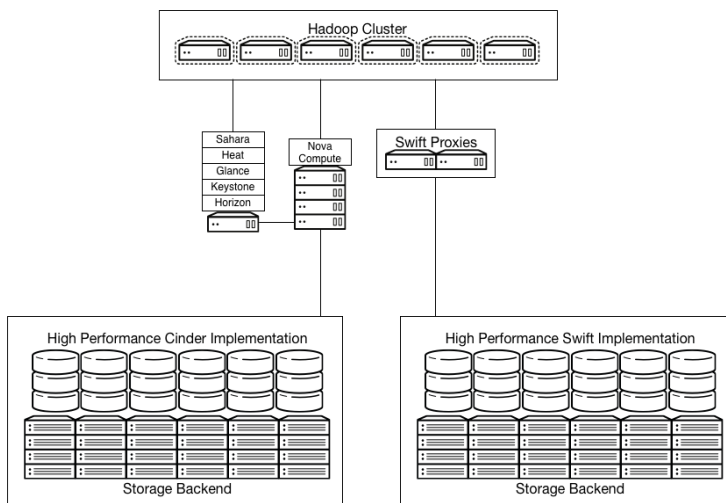 Hadoop Cluster
Sahara
Heat
Glance
Keystone
Horizon
Nova
Compute
Swift Proxies
High Performance Cinder Implementation
Storage Backend
High Performance Swift Implementation
Storage Backend